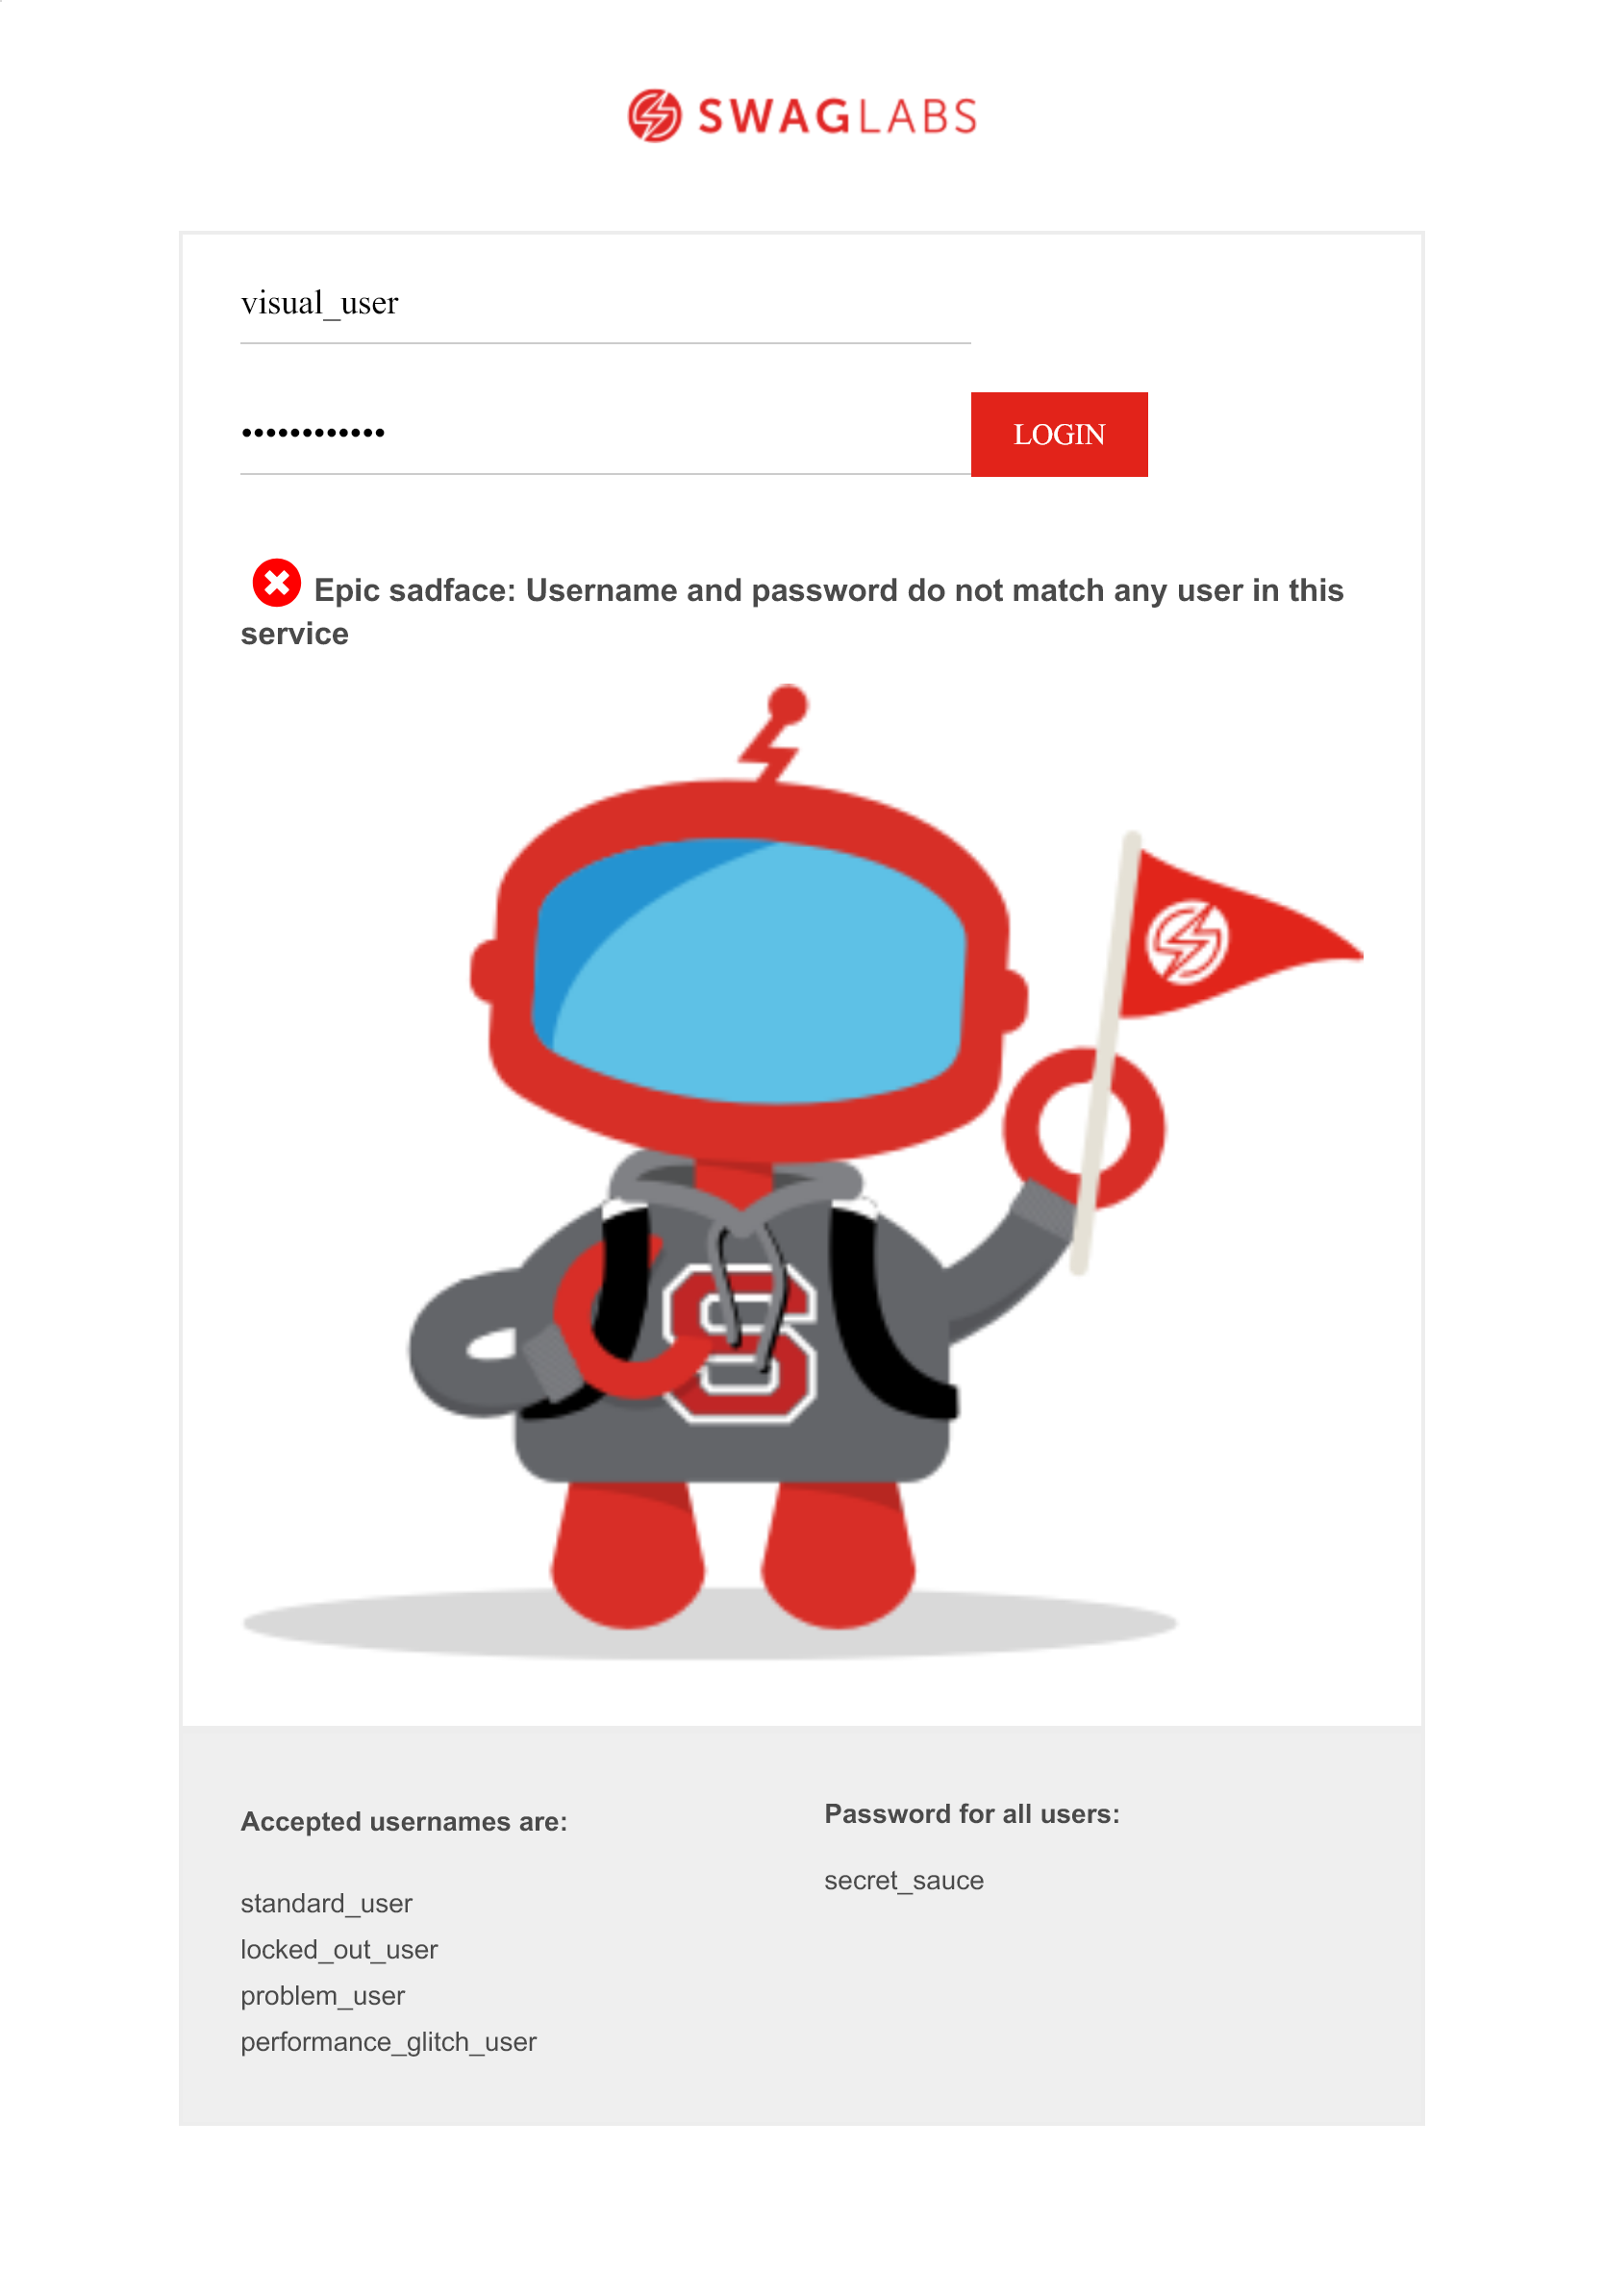 SWAGLABS
visual_user
••••••••••••
LOGIN
Epic sadface: Username and password do not match any user in this
service
S
Accepted usernames are:
standard_user
locked_out_user
problem_user
performance_glitch_user
Password for all users:
secret_sauce